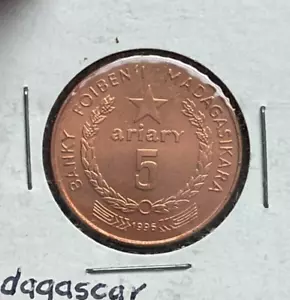 BANKY FOIBEN'I MADAGASIKARA
ariary
5
1996
dagascar